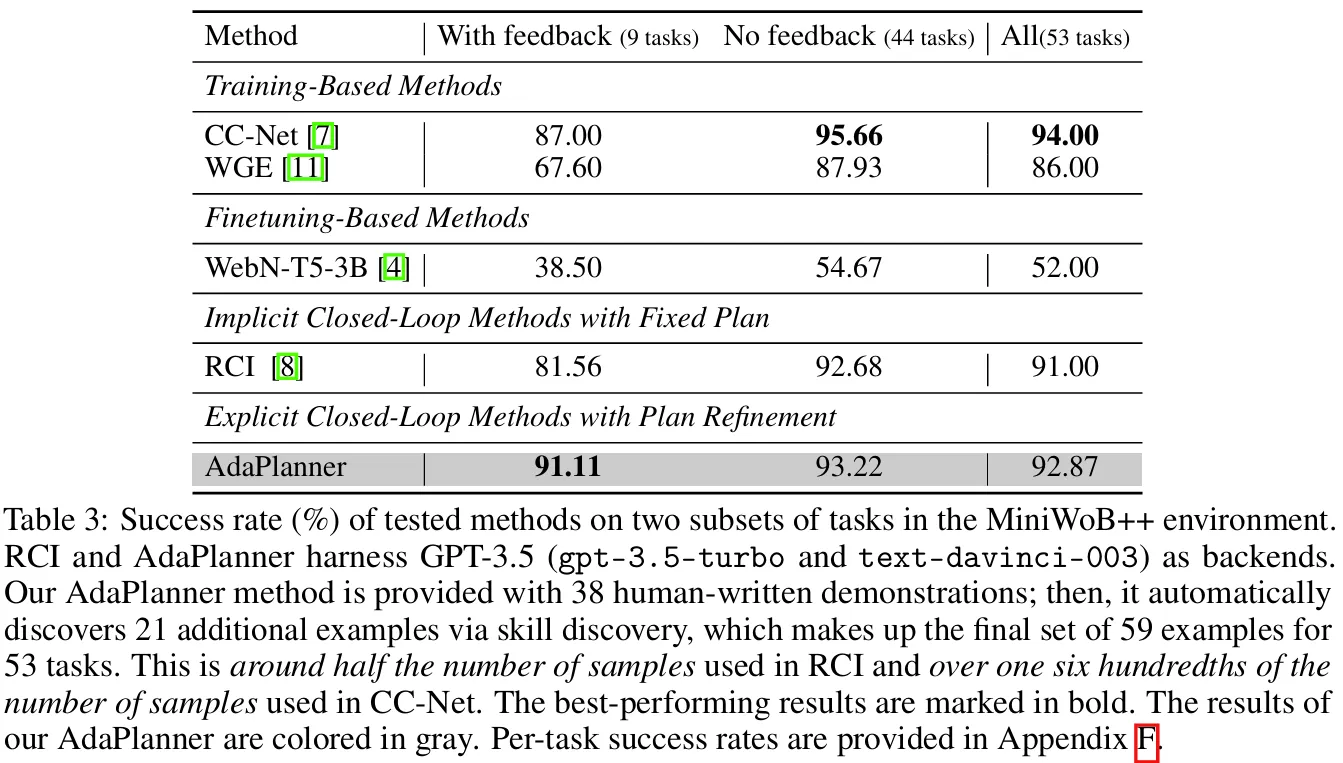 Method With feedback (9 tasks) No feedback (44 tasks) All(53 tasks)
Training-Based Methods
CC-Net [7] 87.00 95.66 94.00
WGE [11] 67.60 87.93 86.00
Finetuning-Based Methods
WebN-T5-3B [4] 38.50 54.67 52.00
Implicit Closed-Loop Methods with Fixed Plan
RCI [8] 81.56 92.68 91.00
Explicit Closed-Loop Methods with Plan Refinement
AdaPlanner 91.11 93.22 92.87
Table 3: Success rate (%) of tested methods on two subsets of tasks in the MiniWoB++ environment.
RCI and AdaPlanner harness GPT-3.5 (gpt-3.5-turbo and text-davinci-003) as backends.
Our AdaPlanner method is provided with 38 human-written demonstrations; then, it automatically
discovers 21 additional examples via skill discovery, which makes up the final set of 59 examples for
53 tasks. This is around half the number of samples used in RCI and over one six hundredths of the
number of samples used in CC-Net. The best-performing results are marked in bold. The results of
our AdaPlanner are colored in gray. Per-task success rates are provided in Appendix F.